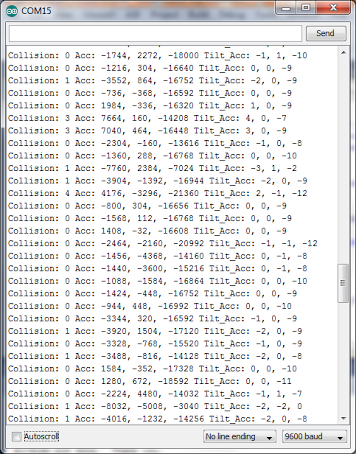 COM15
Send
Collision: 0 Acc: -1744, 2272, -18000 Tilt_Acc: -1, 1, -10
Collision: 0 Acc: -1216, 304, -16640 Tilt_Acc: 0, 0, -9
Collision: 1 Acc: -3552, 864, -16752 Tilt_Acc: -2, 0, -9
Collision: 0 Acc: -736, -368, -16592 Tilt_Acc: 0, 0, -9
Collision: 0 Acc: 1984, -336, -16320 Tilt_Acc: 1, 0, -9
Collision: 3 Acc: 7664, 160, -14208 Tilt_Acc: 4, 0, -7
Collision: 3 Acc: 7040, 464, -16448 Tilt_Acc: 3, 0, -9
Collision: 0 Acc: -2304, -160, -13616 Tilt_Acc: -1, 0, -8
Collision: 0 Acc: -1360, 288, -16768 Tilt_Acc: 0, 0, -10
Collision: 1 Acc: -7760, 2384, -7024 Tilt_Acc: -3, 1, -2
Collision: 1 Acc: -3904, -1392, -16944 Tilt_Acc: -2, 0, -9
Collision: 4 Acc: 4176, -3296, -21360 Tilt_Acc: 2, -1, -12
Collision: 0 Acc: -800, 304, -16656 Tilt_Acc: 0, 0, -9
Collision: 0 Acc: -1568, 112, -16768 Tilt_Acc: 0, 0, -9
Collision: 0 Acc: 1408, -32, -16608 Tilt_Acc: 0, 0, -9
Collision: 0 Acc: -2464, -2160, -20992 Tilt_Acc: -1, -1, -12
Collision: 0 Acc: -1456, -4368, -14160 Tilt_Acc: 0, -1, -8
Collision: 0 Acc: -1440, -3600, -15216 Tilt_Acc: 0, -1, -8
Collision: 0 Acc: -1088, -1584, -16864 Tilt_Acc: 0, 0, -10
Collision: 0 Acc: -1424, -448, -16752 Tilt_Acc: 0, 0, -9
Collision: 0 Acc: -944, 448, -16992 Tilt_Acc: 0, 0, -10
Collision: 0 Acc: -3344, 320, -16592 Tilt_Acc: -1, 0, -9
Collision: 1 Acc: -3920, 1504, -17120 Tilt_Acc: -2, 0, -9
Collision: 0 Acc: -3328, -768, -15520 Tilt_Acc: -1, 0, -9
Collision: 1 Acc: -3488, -816, -14128 Tilt_Acc: -2, 0, -8
Collision: 0 Acc: 1584, -352, -17328 Tilt_Acc: 0, 0, -10
Collision: 0 Acc: 1280, 672, -18592 Tilt_Acc: 0, 0, -11
Collision: 0 Acc: -2224, 4480, -14032 Tilt_Acc: -1, 1, -7
Collision: 1 Acc: -8032, -5008, -3040 Tilt_Acc: -2, -2, 0
Collision: 1 Acc: -4016, -1232, -14256 Tilt_Acc: -2, 0, -8
Autoscroll
No line ending
9600 baud